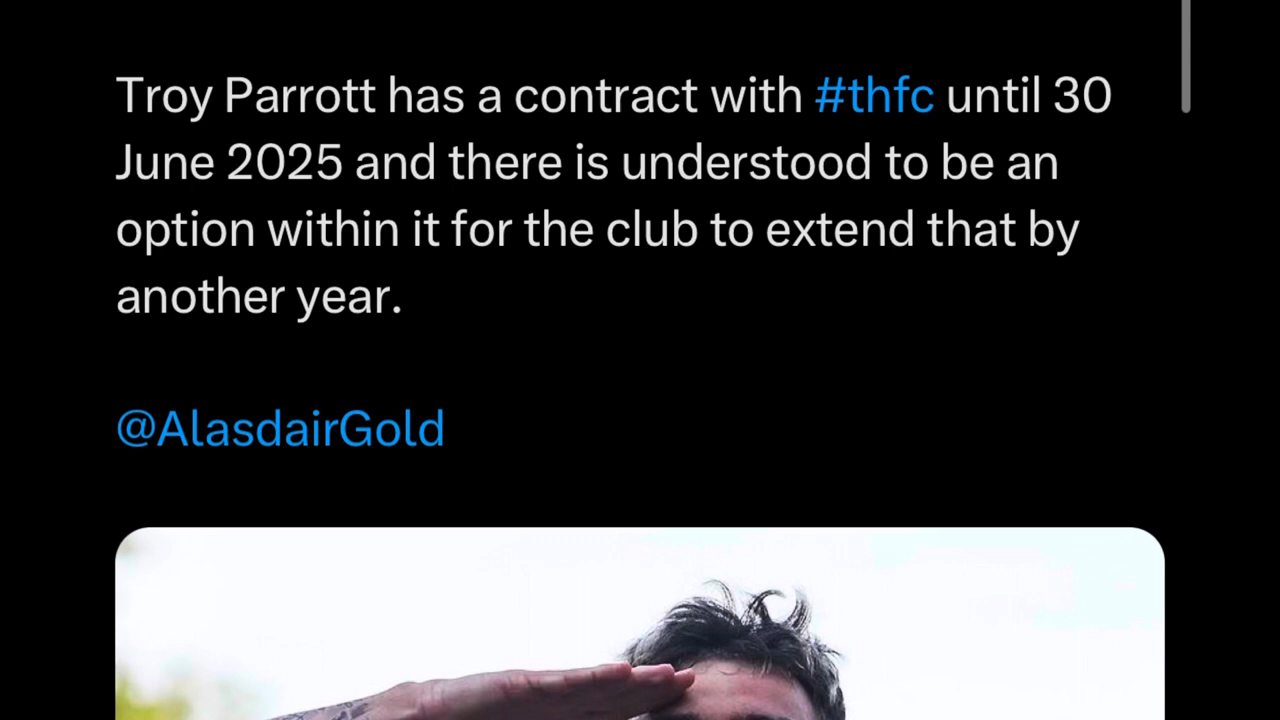 Troy Parrott has a contract with #thfc until 30
June 2025 and there is understood to be an
option within it for the club to extend that by
another year.
@AlasdairGold